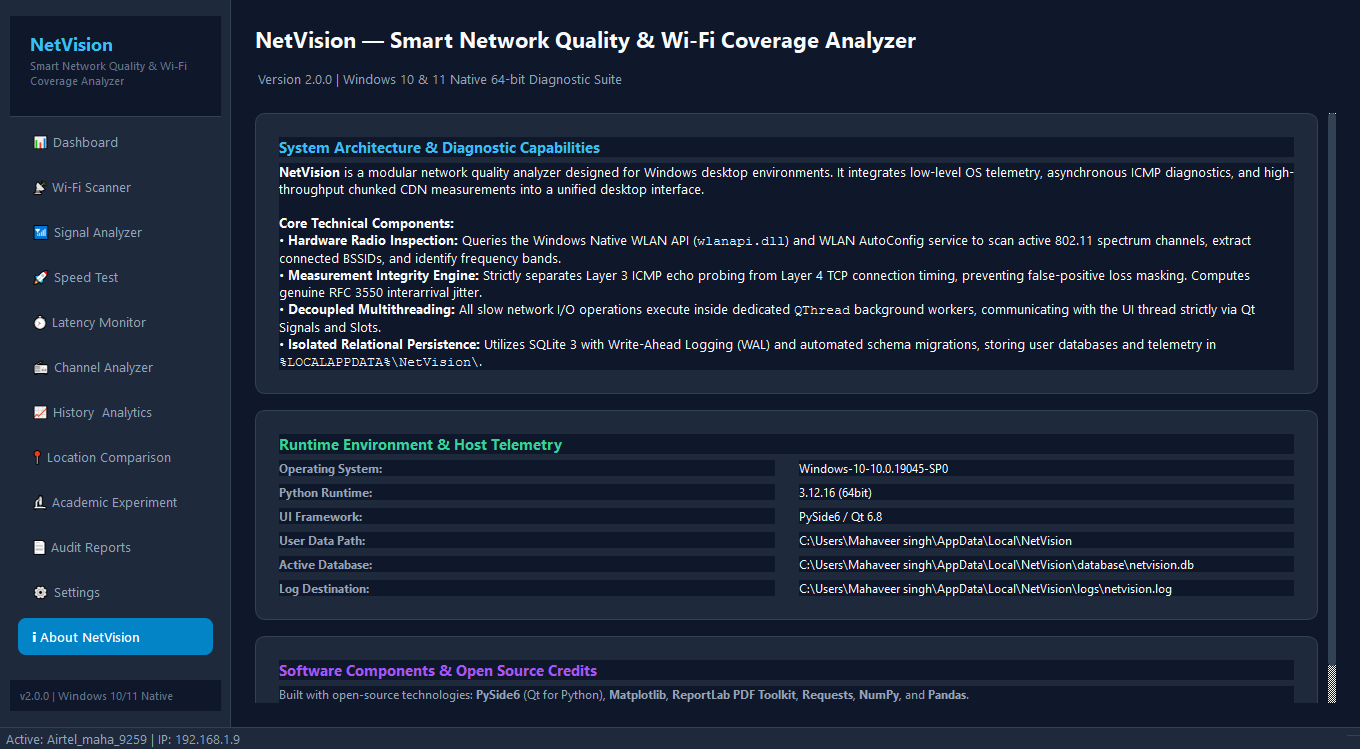 NetVision
Smart Network Quality & Wi-Fi
Coverage Analyzer
Dashboard
Wi-Fi Scanner
Signal Analyzer
Speed Test
Latency Monitor
Channel Analyzer
History  Analytics
Location Comparison
Academic Experiment
Audit Reports
Settings
i About NetVision
v2.0.0 | Windows 10/11 Native
NetVision — Smart Network Quality & Wi-Fi Coverage Analyzer
Version 2.0.0 | Windows 10 & 11 Native 64-bit Diagnostic Suite
System Architecture & Diagnostic Capabilities
NetVision is a modular network quality analyzer designed for Windows desktop environments. It integrates low-level OS telemetry, asynchronous ICMP diagnostics, and high-
throughput chunked CDN measurements into a unified desktop interface.
Core Technical Components:
• Hardware Radio Inspection: Queries the Windows Native WLAN API (wlanapi.dll) and WLAN AutoConfig service to scan active 802.11 spectrum channels, extract
connected BSSIDs, and identify frequency bands.
• Measurement Integrity Engine: Strictly separates Layer 3 ICMP echo probing from Layer 4 TCP connection timing, preventing false-positive loss masking. Computes
genuine RFC 3550 interarrival jitter.
• Decoupled Multithreading: All slow network I/O operations execute inside dedicated QThread background workers, communicating with the UI thread strictly via Qt
Signals and Slots.
• Isolated Relational Persistence: Utilizes SQLite 3 with Write-Ahead Logging (WAL) and automated schema migrations, storing user databases and telemetry in
%LOCALAPPDATA%\NetVision\.
Runtime Environment & Host Telemetry
Operating System: Windows-10-10.0.19045-SP0
Python Runtime: 3.12.16 (64bit)
UI Framework: PySide6 / Qt 6.8
User Data Path: C:\Users\Mahaveer singh\AppData\Local\NetVision
Active Database: C:\Users\Mahaveer singh\AppData\Local\NetVision\database\netvision.db
Log Destination: C:\Users\Mahaveer singh\AppData\Local\NetVision\logs\netvision.log
Software Components & Open Source Credits
Built with open-source technologies: PySide6 (Qt for Python), Matplotlib, ReportLab PDF Toolkit, Requests, NumPy, and Pandas.
Active: Airtel_maha_9259 | IP: 192.168.1.9